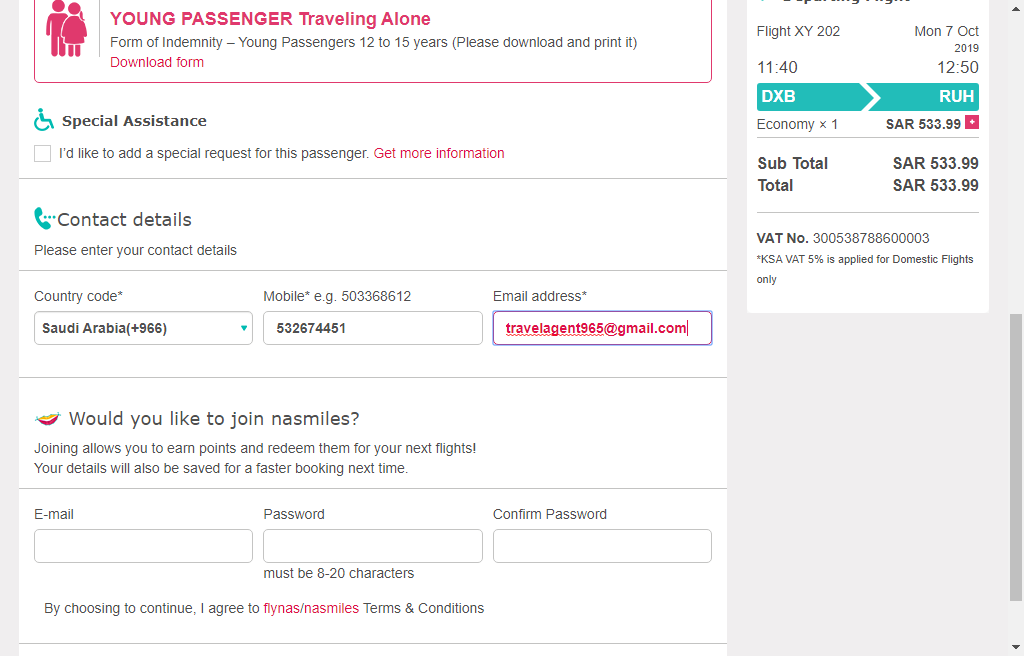 YOUNG PASSENGER Traveling Alone
Form of Indemnity – Young Passengers 12 to 15 years (Please download and print it)
Download form
Special Assistance
I'd like to add a special request for this passenger. Get more information
Contact details
Please enter your contact details
Country code*
Mobile* e.g. 503368612
Email address*
Saudi Arabia(+966)
532674451
travelagent965@gmail.com
Would you like to join nasmiles?
Joining allows you to earn points and redeem them for your next flights!
Your details will also be saved for a faster booking next time.
E-mail
Password
Confirm Password
must be 8-20 characters
By choosing to continue, I agree to flynas/nasmiles Terms & Conditions
Departing Flight
Flight XY 202
Mon 7 Oct
2019
11:40
12:50
DXB
RUH
Economy × 1
SAR 533.99 +
Sub Total
SAR 533.99
Total
SAR 533.99
VAT No. 300538788600003
*KSA VAT 5% is applied for Domestic Flights
only